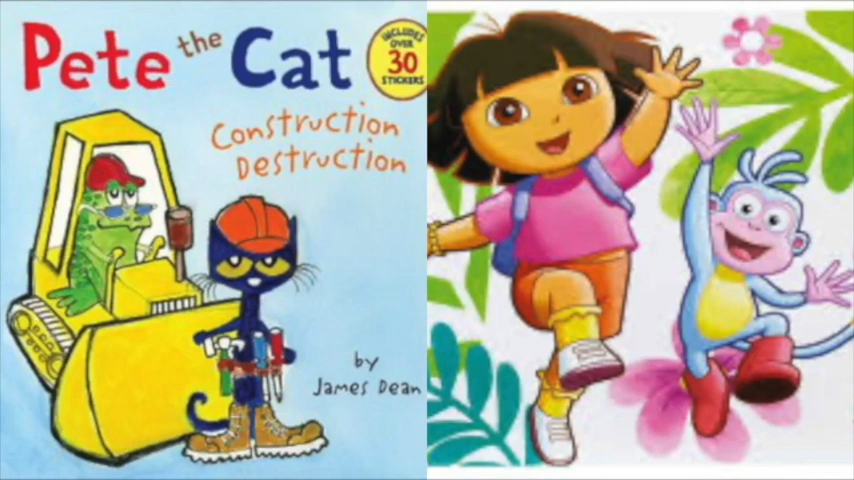 Pete the Cat
INCLUDES
OVER
30
STICKERS
Construction
Destruction
by
James Dean